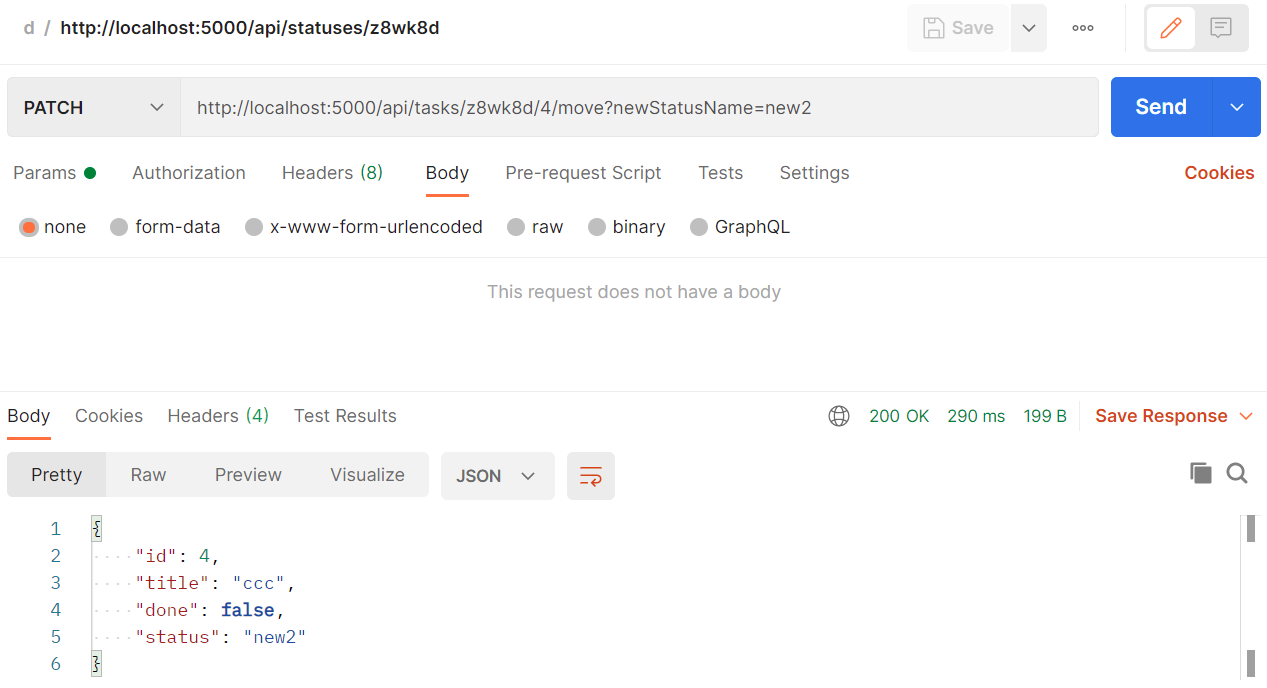 d / http://localhost:5000/api/statuses/z8wk8d Save ooo
PATCH http://localhost:5000/api/tasks/z8wk8d/4/move?newStatusName=new2 Send
Params Authorization Headers (8) Body Pre-request Script Tests Settings Cookies
none form-data x-www-form-urlencoded raw binary GraphQL
This request does not have a body
Body Cookies Headers (4) Test Results 200 OK 290 ms 199 B Save Response
Pretty Raw Preview Visualize JSON
1 {
2 "id": 4,
3 "title": "ccc",
4 "done": false,
5 "status": "new2"
6 }